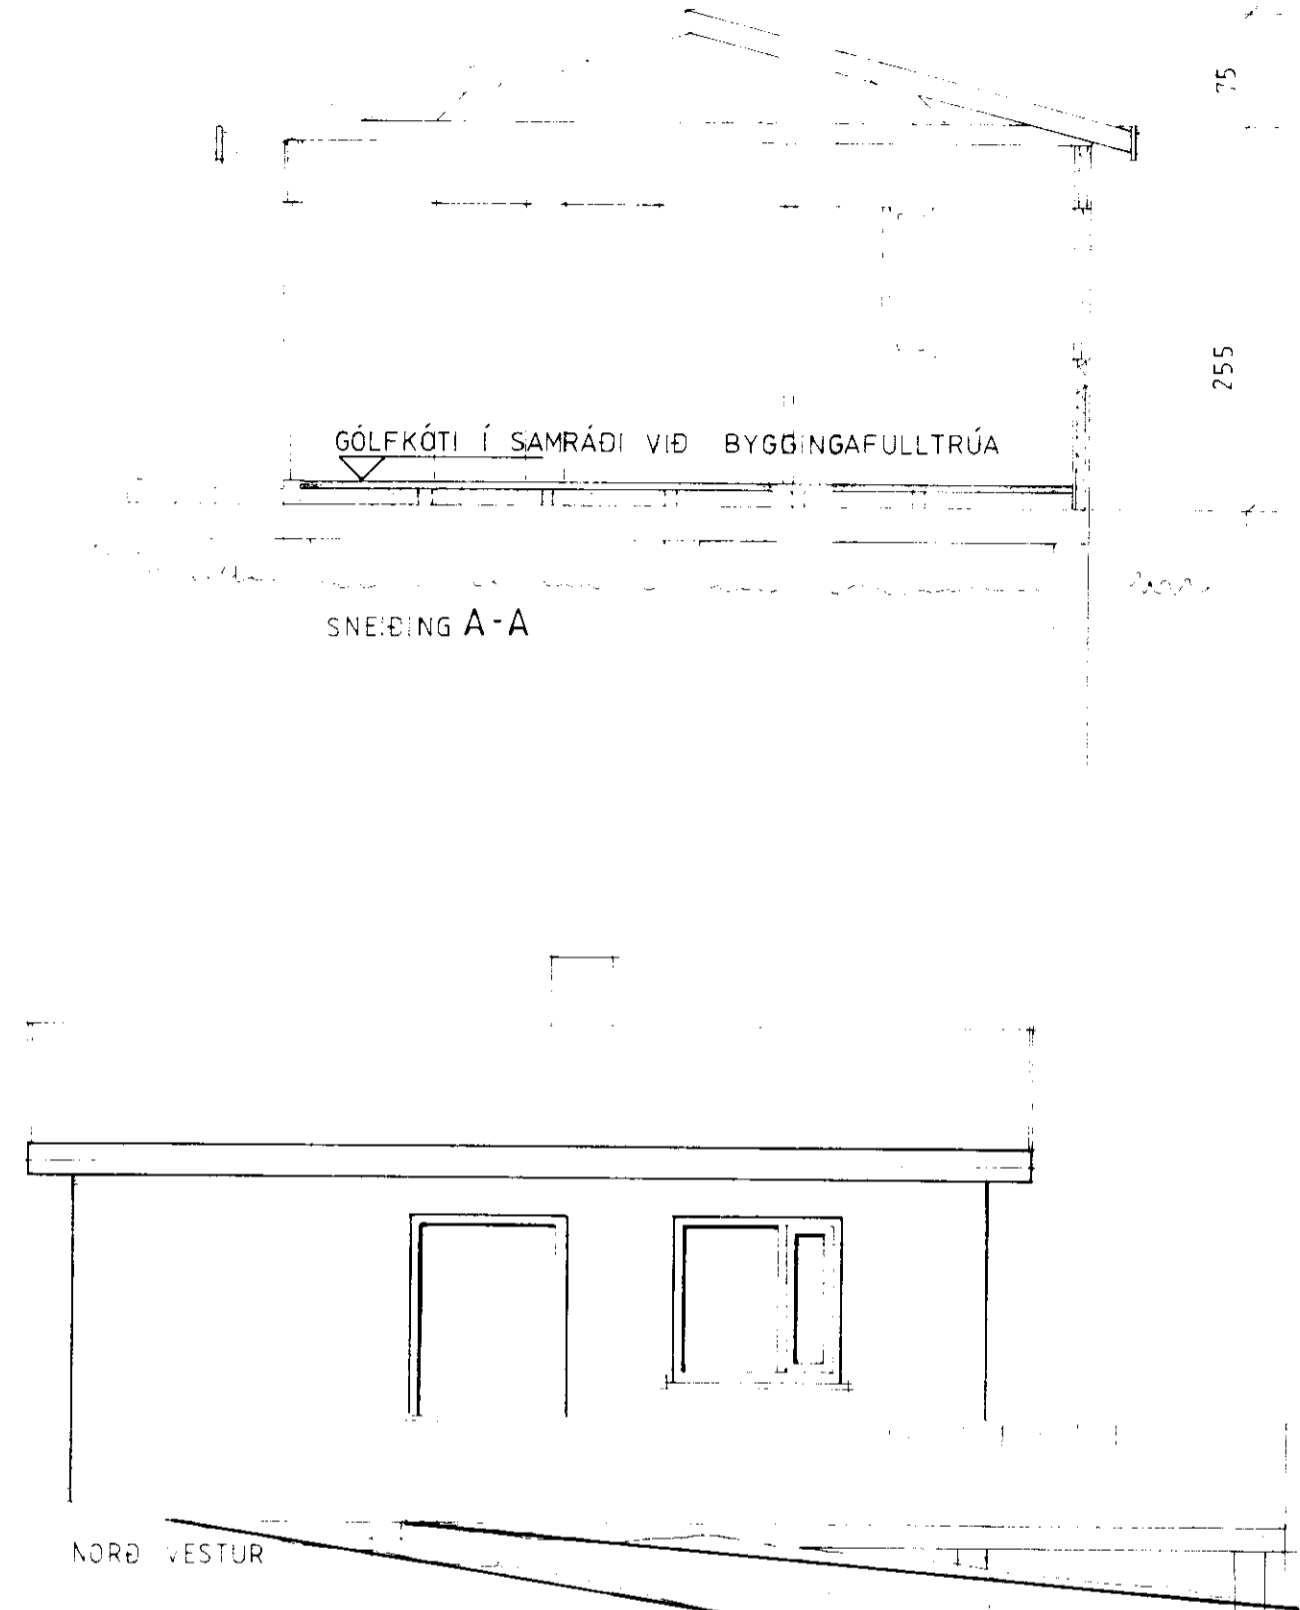 75
255
GÓLFKÓTI Í SAMRÁÐI VIÐ BYGGINGAFULLTRÚA
SNEIÐING A-A
NORÐ VESTUR